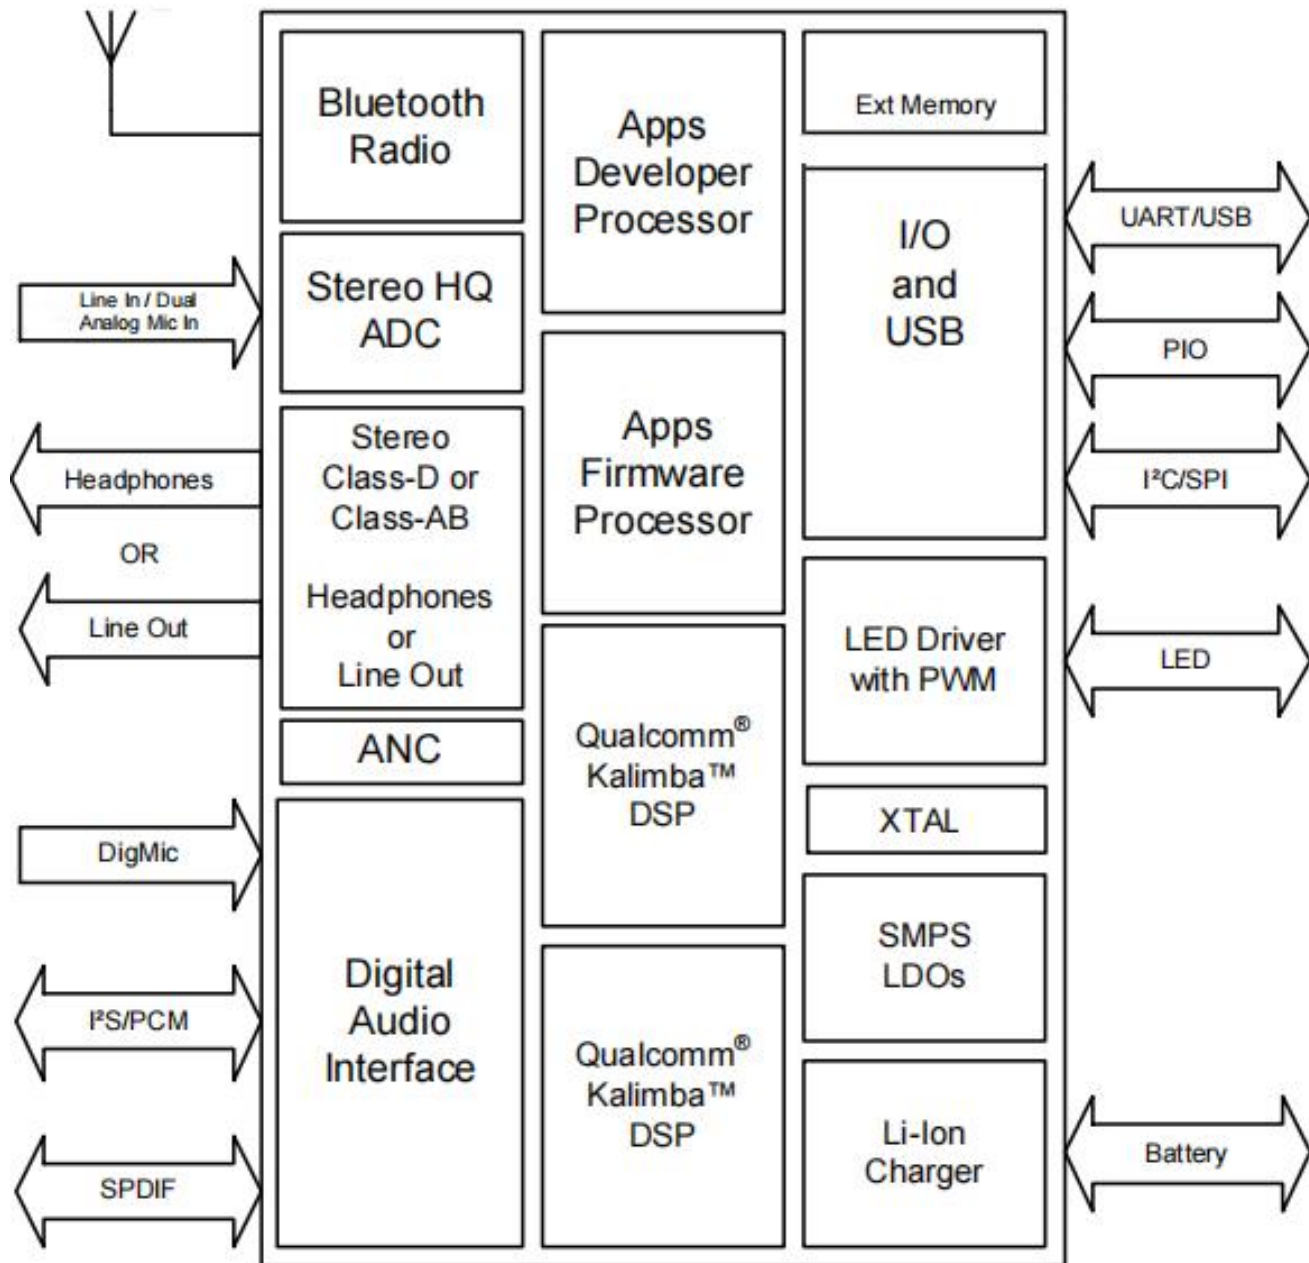 Bluetooth
Radio
Apps
Developer
Processor
Ext Memory
I/O
and
USB
UART/USB
PIO
I²C/SPI
Line In / Dual
Analog Mic In
Stereo HQ
ADC
Headphones
OR
Line Out
Stereo
Class-D or
Class-AB
Headphones
or
Line Out
Apps
Firmware
Processor
LED Driver
with PWM
LED
ANC
Qualcomm®
Kalimba™
DSP
XTAL
DigMic
I²S/PCM
SPDIF
Digital
Audio
Interface
Qualcomm®
Kalimba™
DSP
SMPS
LDOs
Li-Ion
Charger
Battery